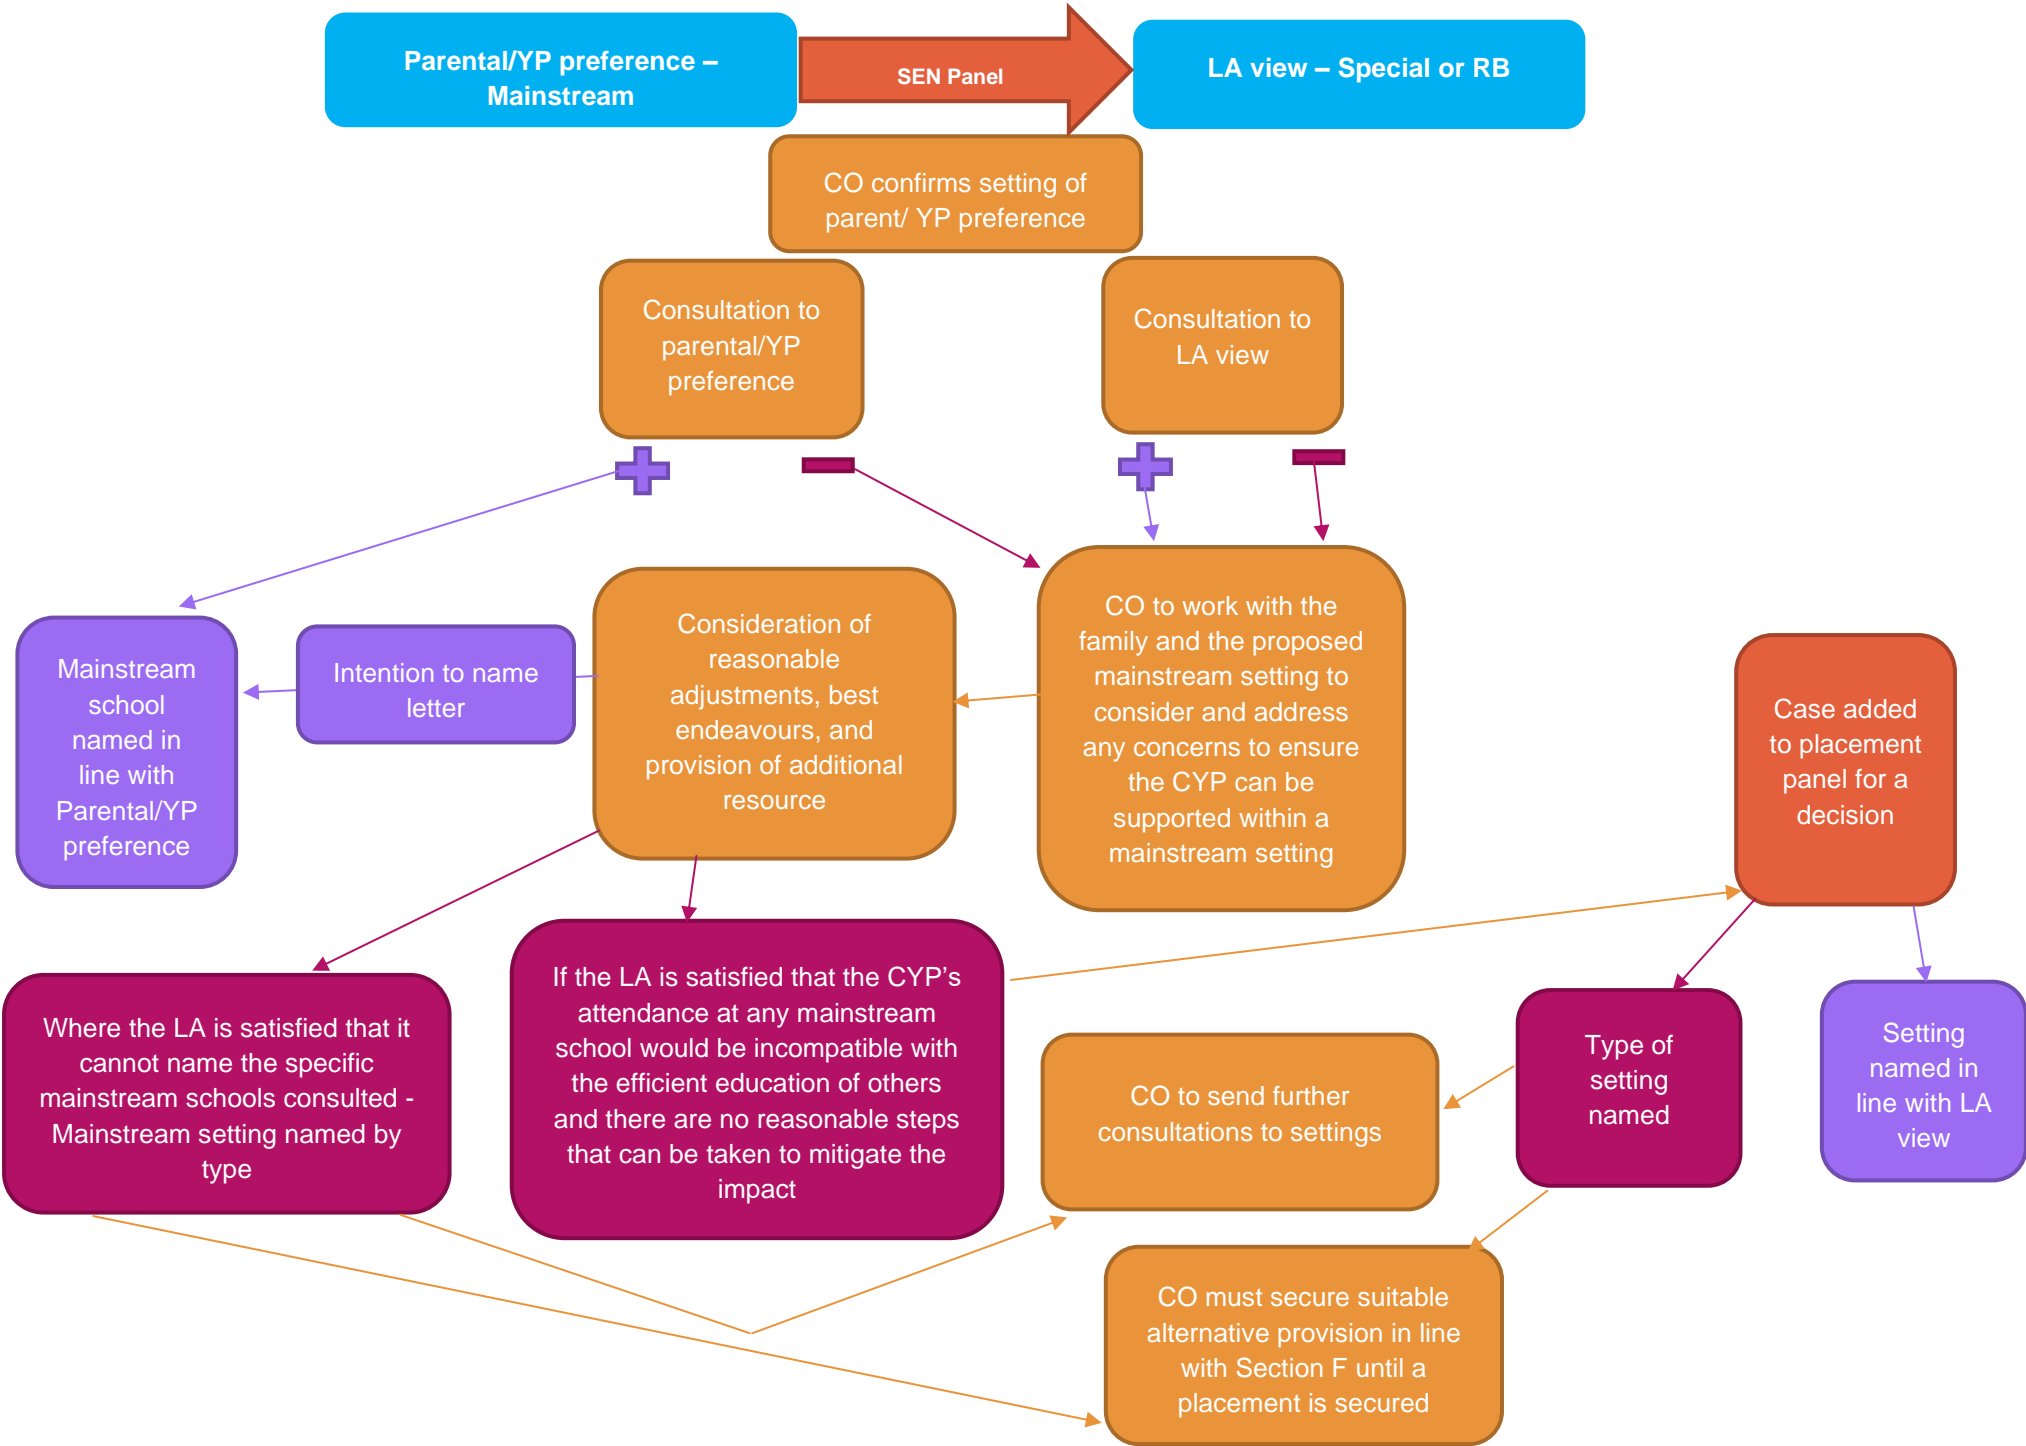 Parental/YP preference –
Mainstream
SEN Panel
LA view – Special or RB
CO confirms setting of
parent/ YP preference
Consultation to
parental/YP
preference
Consultation to
LA view
Mainstream
school
named in
line with
Parental/YP
preference
Intention to name
letter
Consideration of
reasonable
adjustments, best
endeavours, and
provision of additional
resource
CO to work with the
family and the proposed
mainstream setting to
consider and address
any concerns to ensure
the CYP can be
supported within a
mainstream setting
Case added
to placement
panel for a
decision
Where the LA is satisfied that it
cannot name the specific
mainstream schools consulted -
Mainstream setting named by
type
If the LA is satisfied that the CYP’s
attendance at any mainstream
school would be incompatible with
the efficient education of others
and there are no reasonable steps
that can be taken to mitigate the
impact
CO to send further
consultations to settings
Type of
setting
named
Setting
named in
line with LA
view
CO must secure suitable
alternative provision in line
with Section F until a
placement is secured